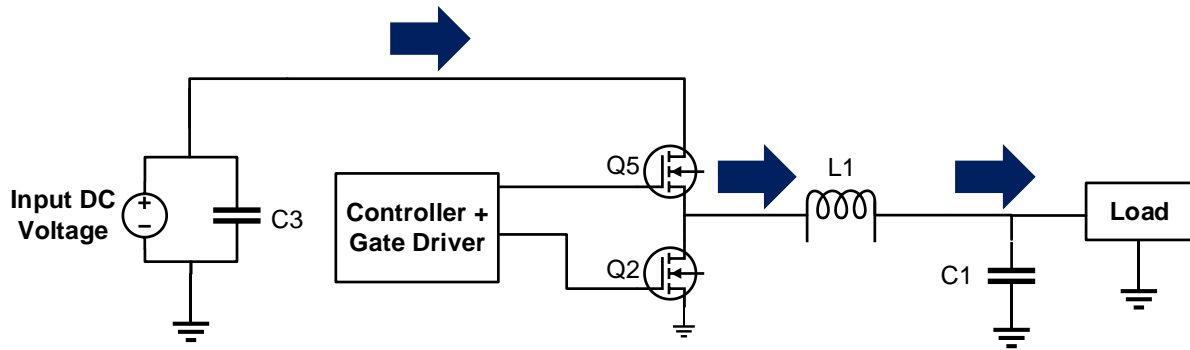 Input DC
Voltage
+
−
C3
Controller +
Gate Driver
Q5
Q2
L1
C1
Load